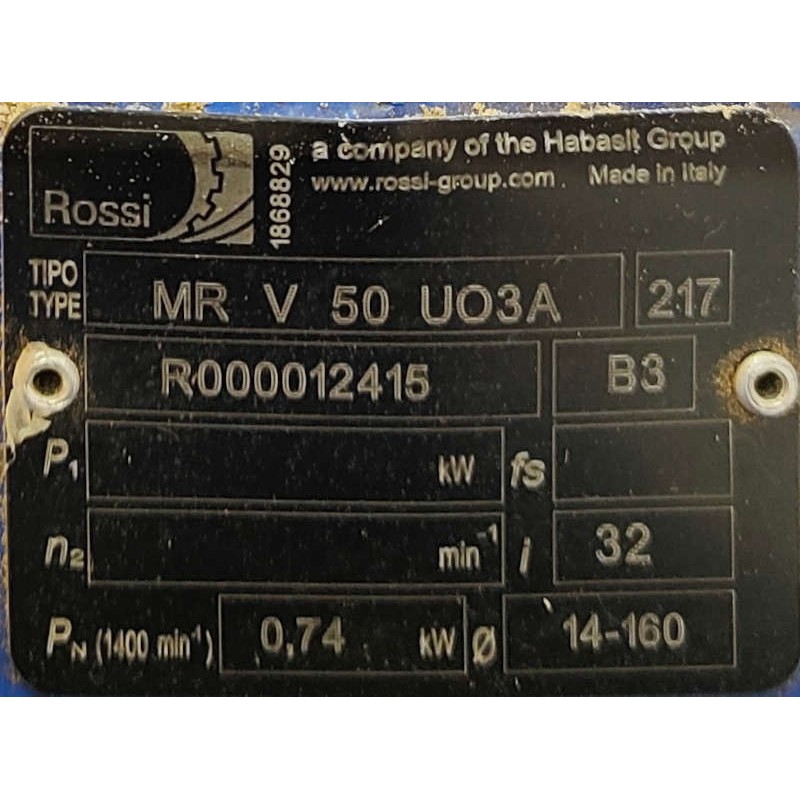 Rossi
1868829
a company of the Habasit Group
www.rossi-group.com Made in Italy
TIPO
TYPE
MR V 50 UO3A 217
R000012415 B3
P₁ kW fs
n₂ min⁻¹ i 32
PN (1400 min⁻¹) 0,74 kW Ø 14-160